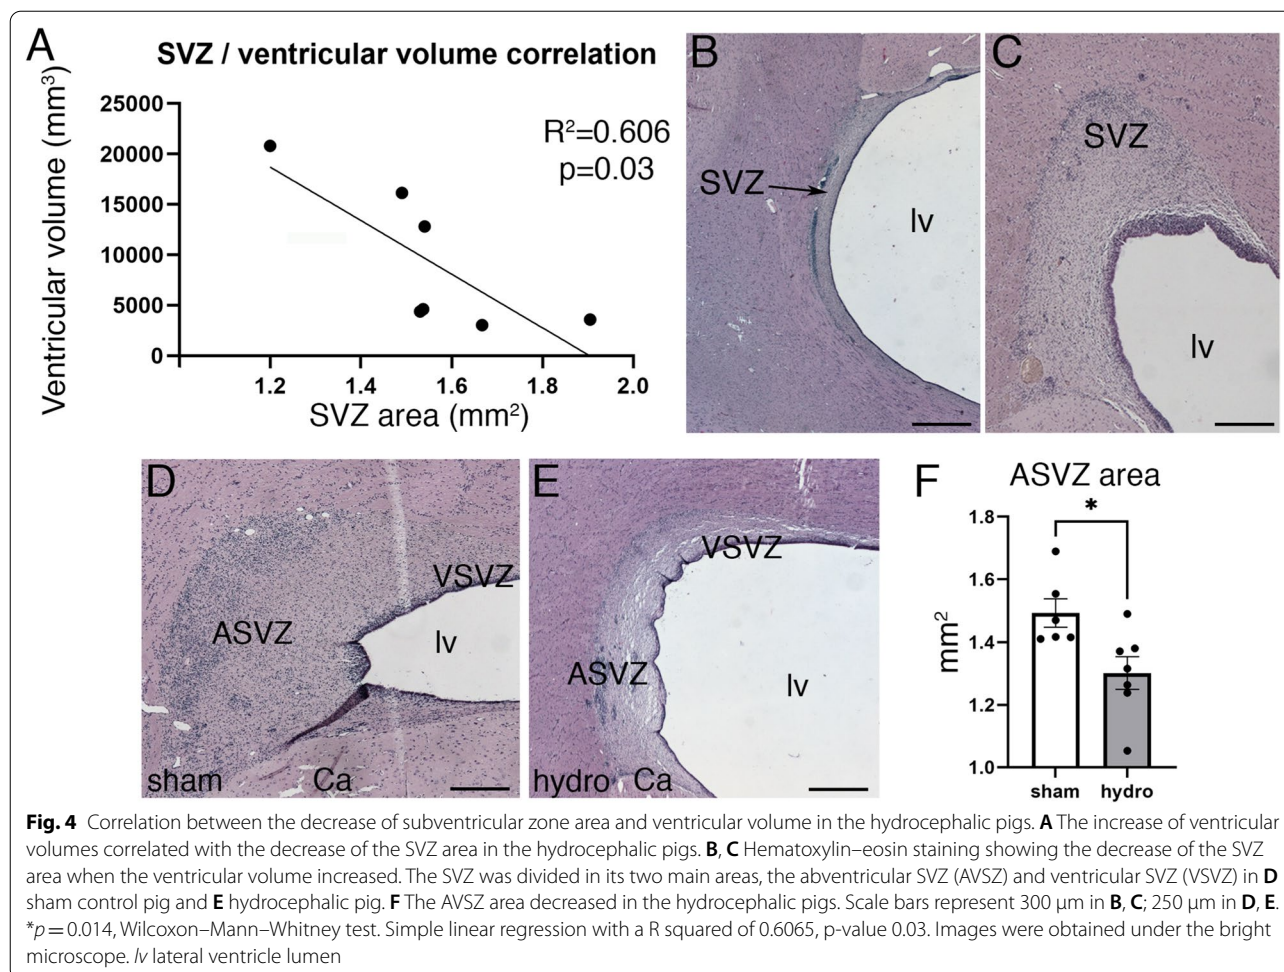 A
SVZ / ventricular volume correlation
Ventricular volume (mm³)
25000
20000
15000
10000
5000
0
R²=0.606
p=0.03
1.2 1.4 1.6 1.8 2.0
SVZ area (mm²)
B
SVZ
lv
C
SVZ
lv
D
ASVZ
VSVZ
lv
sham
Ca
E
VSVZ
ASVZ
lv
hydro
Ca
F
ASVZ area
*
mm²
1.8
1.6
1.4
1.2
1.0
sham hydro
Fig. 4 Correlation between the decrease of subventricular zone area and ventricular volume in the hydrocephalic pigs. A The increase of ventricular
volumes correlated with the decrease of the SVZ area in the hydrocephalic pigs. B, C Hematoxylin–eosin staining showing the decrease of the SVZ
area when the ventricular volume increased. The SVZ was divided in its two main areas, the abventricular SVZ (AVSZ) and ventricular SVZ (VSVZ) in D
sham control pig and E hydrocephalic pig. F The AVSZ area decreased in the hydrocephalic pigs. Scale bars represent 300 μm in B, C; 250 μm in D, E.
*p = 0.014, Wilcoxon–Mann–Whitney test. Simple linear regression with a R squared of 0.6065, p-value 0.03. Images were obtained under the bright
microscope. lv lateral ventricle lumen